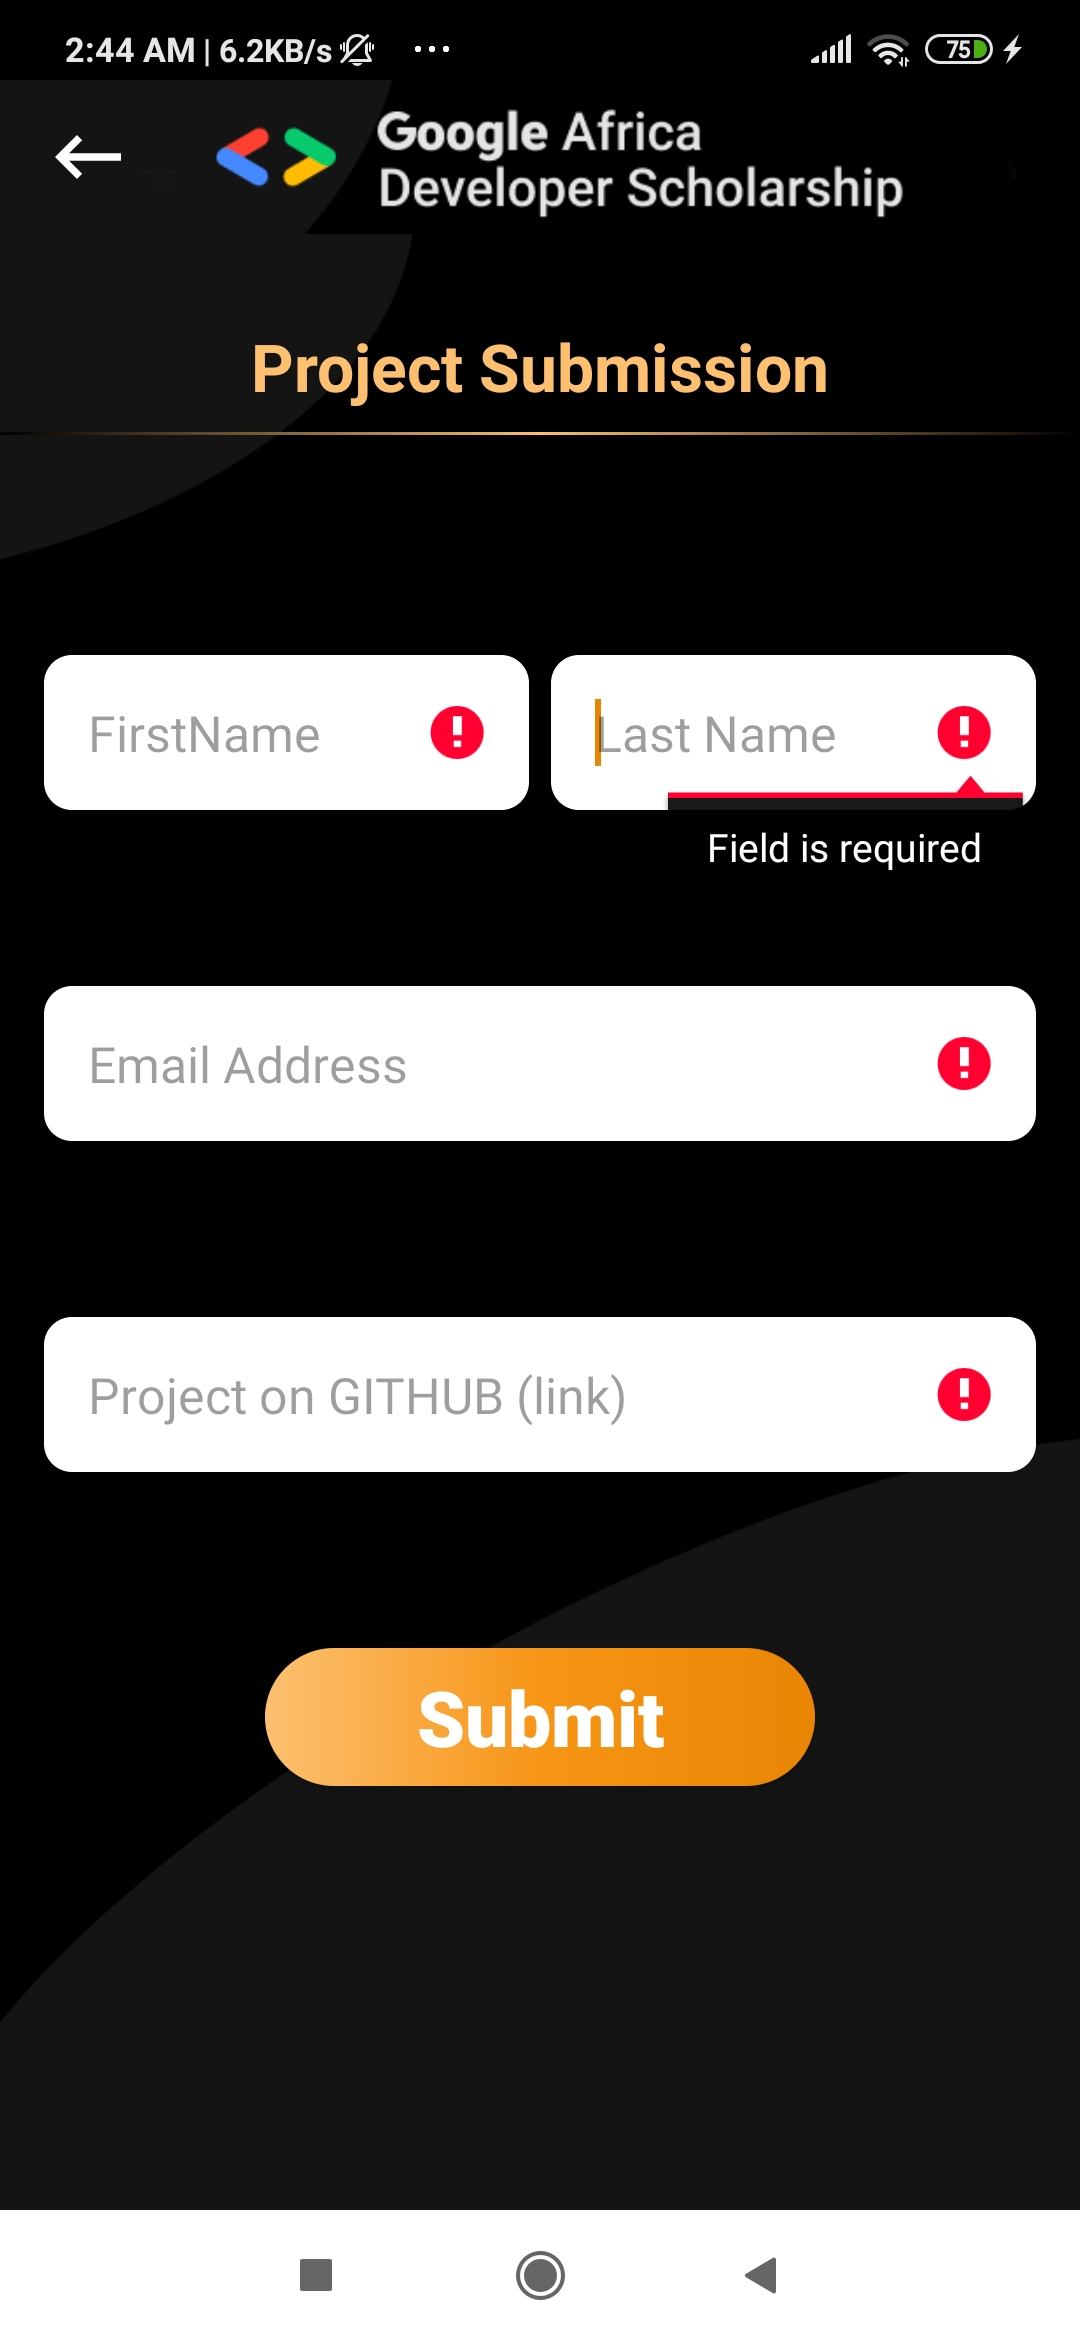 2:44 AM | 6.2KB/s ... 75
Google Africa
Developer Scholarship
Project Submission
FirstName
Last Name
Field is required
Email Address
Project on GITHUB (link)
Submit